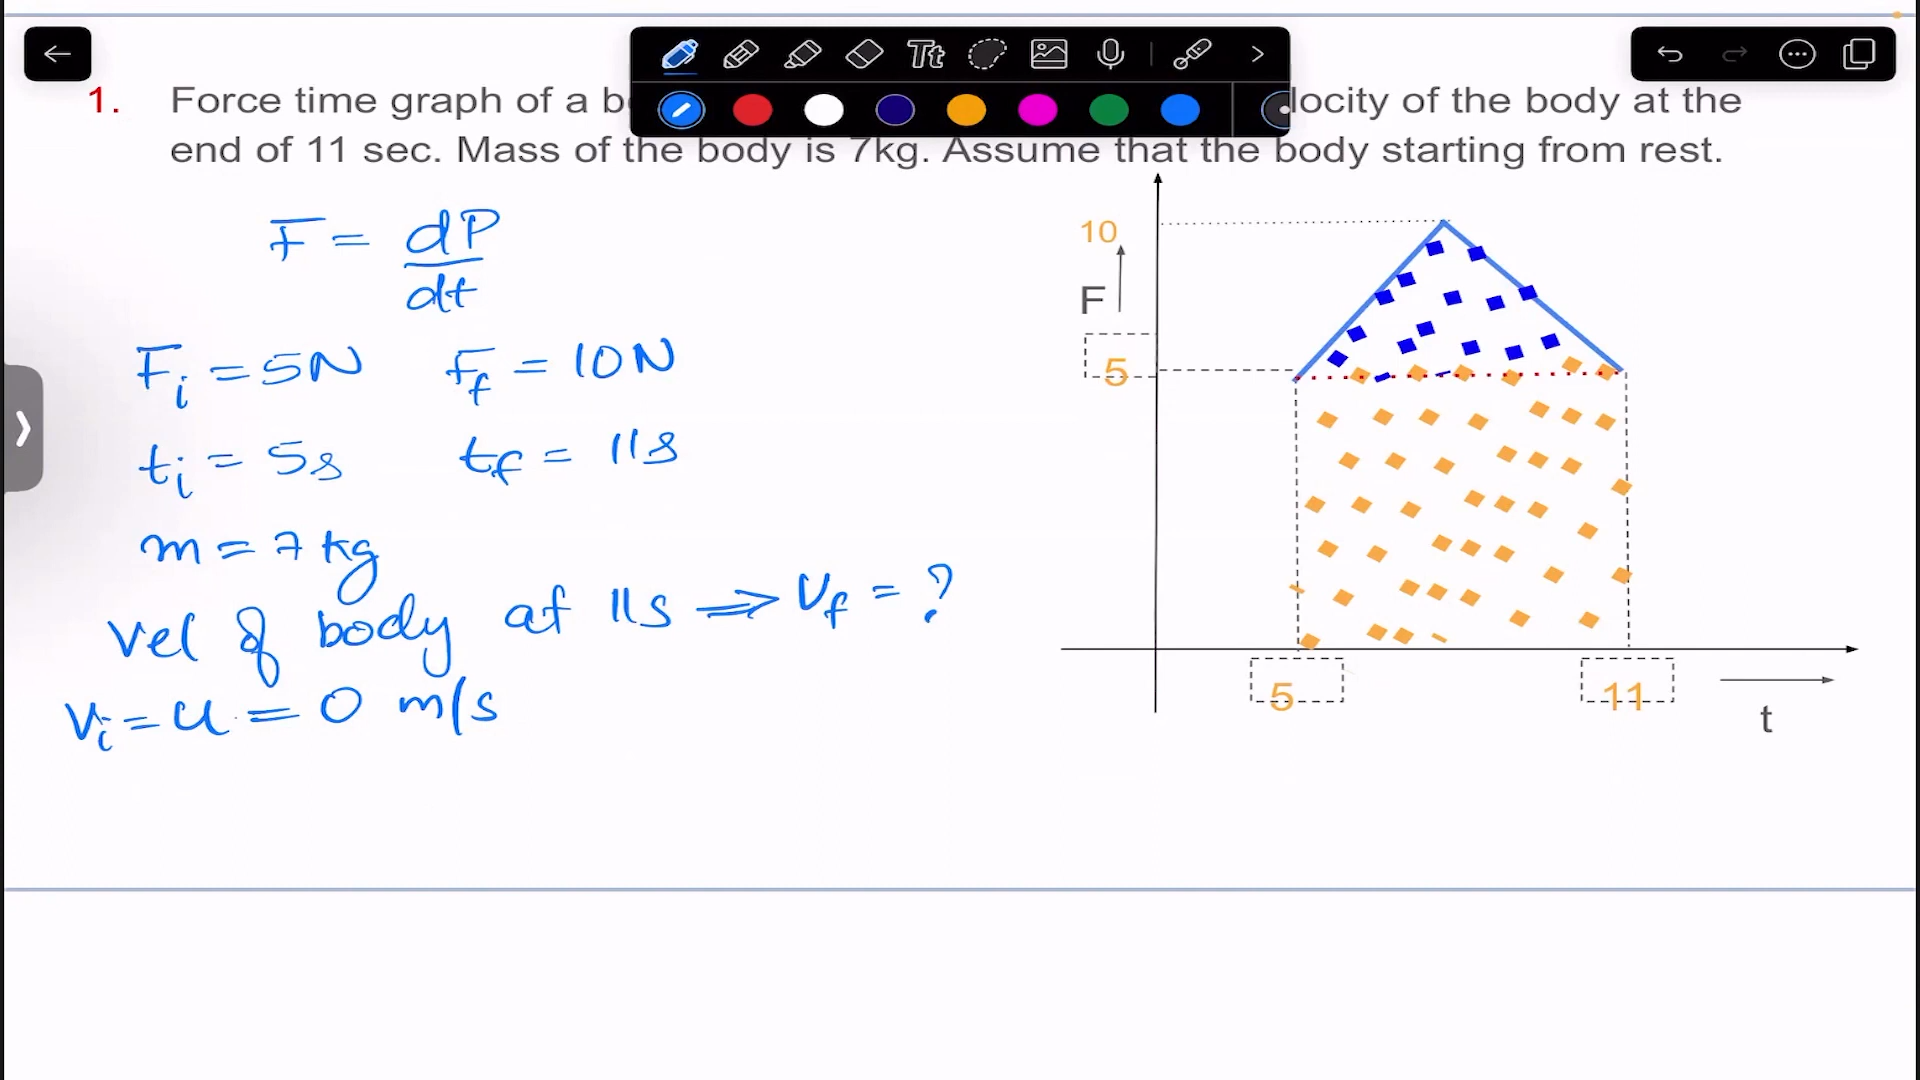 Tt
1. Force time graph of a b locity of the body at the
end of 11 sec. Mass of the body is 7kg. Assume that the body starting from rest.
F = dP
dt
Fi = 5N Ff = 10N
ti = 5s tf = 11s
m = 7 kg
Vel of body at 11s ⇒ Vf = ?
Vi = u = 0 m/s
10
F
5
5 11
t